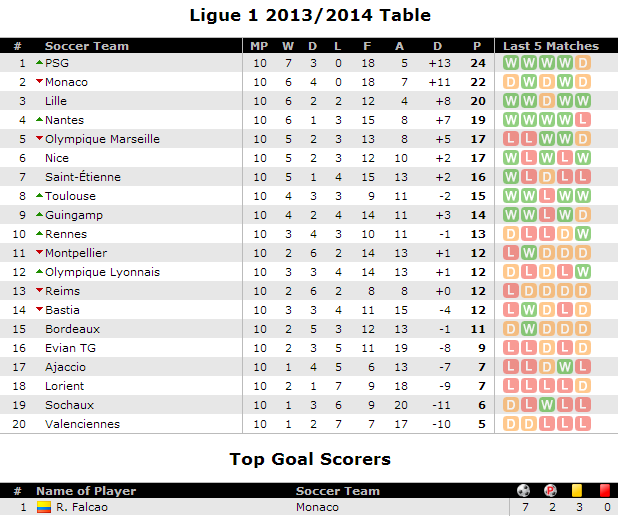 Ligue 1 2013/2014 Table
# Soccer Team MP W D L F A D P Last 5 Matches
1 PSG 10 7 3 0 18 5 +13 24 W W W W D
2 Monaco 10 6 4 0 18 7 +11 22 D W D W D
3 Lille 10 6 2 2 12 4 +8 20 W W D W W
4 Nantes 10 6 1 3 15 8 +7 19 W W W W L
5 Olympique Marseille 10 5 2 3 13 8 +5 17 L L W W D
6 Nice 10 5 2 3 12 10 +2 17 W L W L W
7 Saint-Étienne 10 5 1 4 15 13 +2 16 W L D L L
8 Toulouse 10 4 3 3 9 11 -2 15 W W L W W
9 Guingamp 10 4 2 4 14 11 +3 14 W W L W D
10 Rennes 10 3 4 3 10 11 -1 13 D L L D W
11 Montpellier 10 2 6 2 14 13 +1 12 L W D D D
12 Olympique Lyonnais 10 3 3 4 14 13 +1 12 D L D L W
13 Reims 10 2 6 2 8 8 +0 12 L D D D D
14 Bastia 10 3 3 4 11 15 -4 12 L W D L D
15 Bordeaux 10 2 5 3 12 13 -1 11 D W D D D
16 Evian TG 10 2 3 5 11 19 -8 9 L L D L D
17 Ajaccio 10 1 4 5 6 13 -7 7 L L D W L
18 Lorient 10 2 1 7 9 18 -9 7 L L L L D
19 Sochaux 10 1 3 6 9 20 -11 6 D L W L L
20 Valenciennes 10 1 2 7 7 17 -10 5 D D L L L
Top Goal Scorers
# Name of Player Soccer Team P
1 R. Falcao Monaco 7 2 3 0